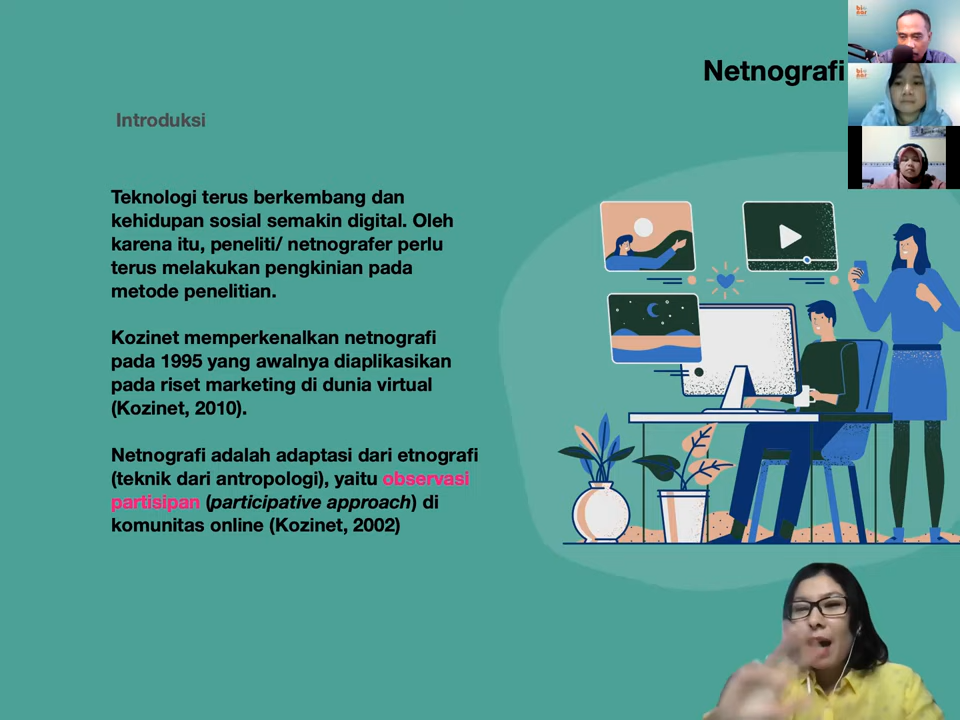 Netnografi
Introduksi
Teknologi terus berkembang dan
kehidupan sosial semakin digital. Oleh
karena itu, peneliti/ netnografer perlu
terus melakukan pengkinian pada
metode penelitian.
Kozinet memperkenalkan netnografi
pada 1995 yang awalnya diaplikasikan
pada riset marketing di dunia virtual
(Kozinet, 2010).
Netnografi adalah adaptasi dari etnografi
(teknik dari antropologi), yaitu observasi
partisipan (participative approach) di
komunitas online (Kozinet, 2002)